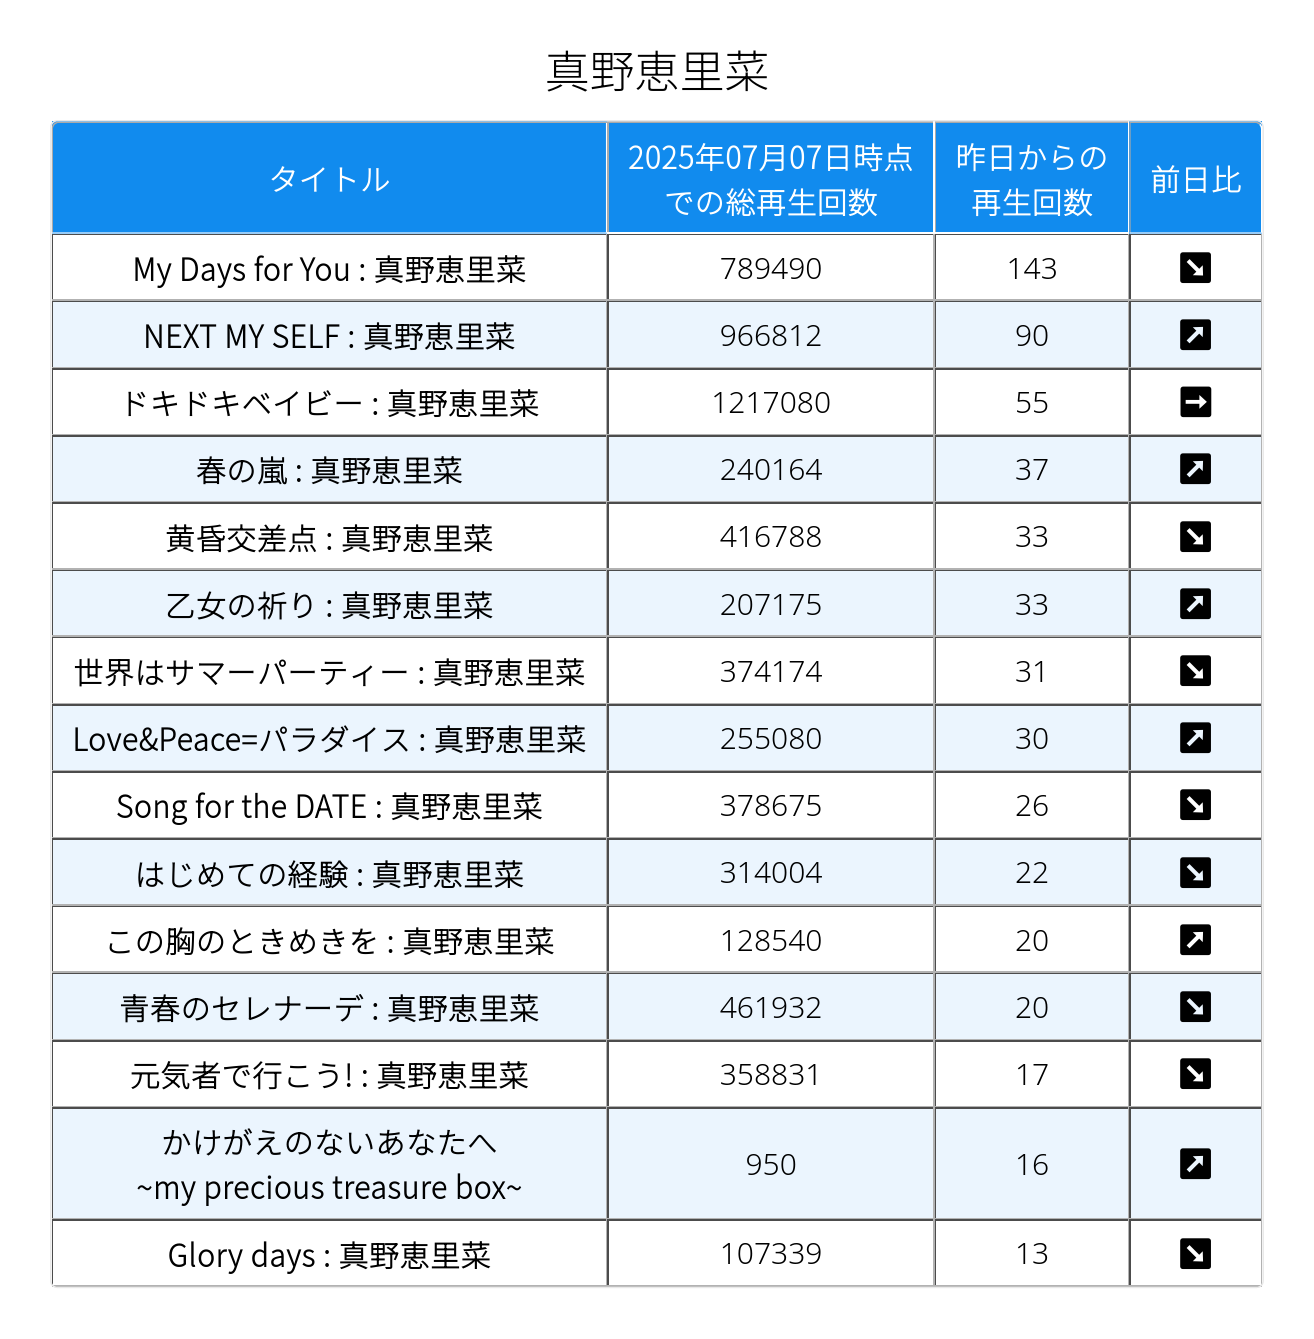 真野恵里菜
タイトル
2025年07月07日時点
での総再生回数
昨日からの
再生回数
前日比
My Days for You : 真野恵里菜 789490 143 ↘
NEXT MY SELF : 真野恵里菜 966812 90 ↗
ドキドキベイビー : 真野恵里菜 1217080 55 →
春の嵐 : 真野恵里菜 240164 37 ↗
黄昏交差点 : 真野恵里菜 416788 33 ↘
乙女の祈り : 真野恵里菜 207175 33 ↗
世界はサマーパーティー : 真野恵里菜 374174 31 ↘
Love&Peace=パラダイス : 真野恵里菜 255080 30 ↗
Song for the DATE : 真野恵里菜 378675 26 ↘
はじめての経験 : 真野恵里菜 314004 22 ↘
この胸のときめきを : 真野恵里菜 128540 20 ↗
青春のセレナーデ : 真野恵里菜 461932 20 ↘
元気者で行こう! : 真野恵里菜 358831 17 ↘
かけがえのないあなたへ
~my precious treasure box~ 950 16 ↗
Glory days : 真野恵里菜 107339 13 ↘